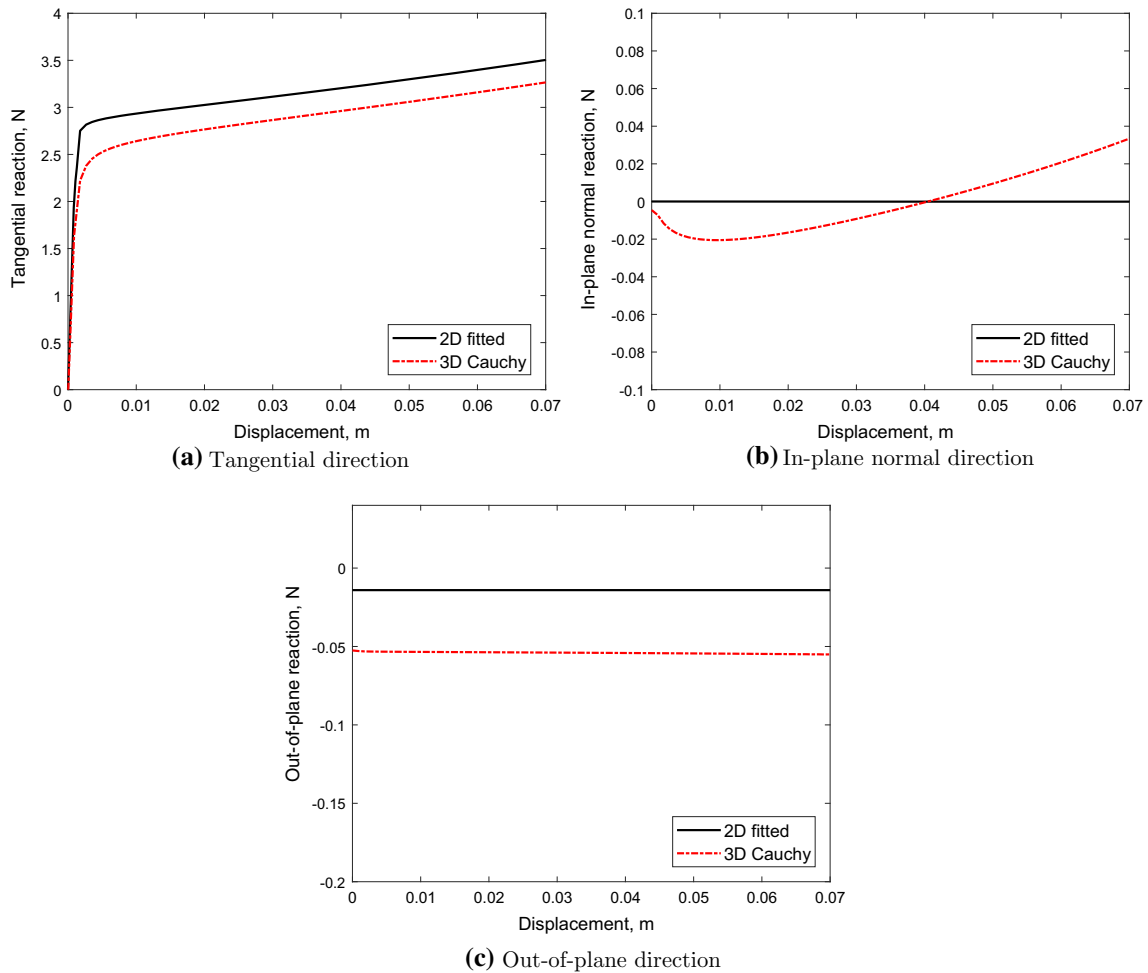 4
3.5
3
2.5
2
1.5
1
0.5
0
Tangential reaction, N
2D fitted
3D Cauchy
0 0.01 0.02 0.03 0.04 0.05 0.06 0.07
Displacement, m
(a) Tangential direction
0.1
0.08
0.06
0.04
0.02
0
-0.02
-0.04
-0.06
-0.08
-0.1
In-plane normal reaction, N
2D fitted
3D Cauchy
0 0.01 0.02 0.03 0.04 0.05 0.06 0.07
Displacement, m
(b) In-plane normal direction
0
-0.05
-0.1
-0.15
-0.2
Out-of-plane reaction, N
2D fitted
3D Cauchy
0 0.01 0.02 0.03 0.04 0.05 0.06 0.07
Displacement, m
(c) Out-of-plane direction